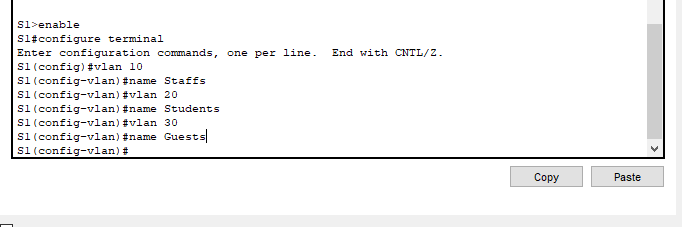 S1>enable
S1#configure terminal
Enter configuration commands, one per line.  End with CNTL/Z.
S1(config)#vlan 10
S1(config-vlan)#name Staffs
S1(config-vlan)#vlan 20
S1(config-vlan)#name Students
S1(config-vlan)#vlan 30
S1(config-vlan)#name Guests
S1(config-vlan)#
Copy Paste